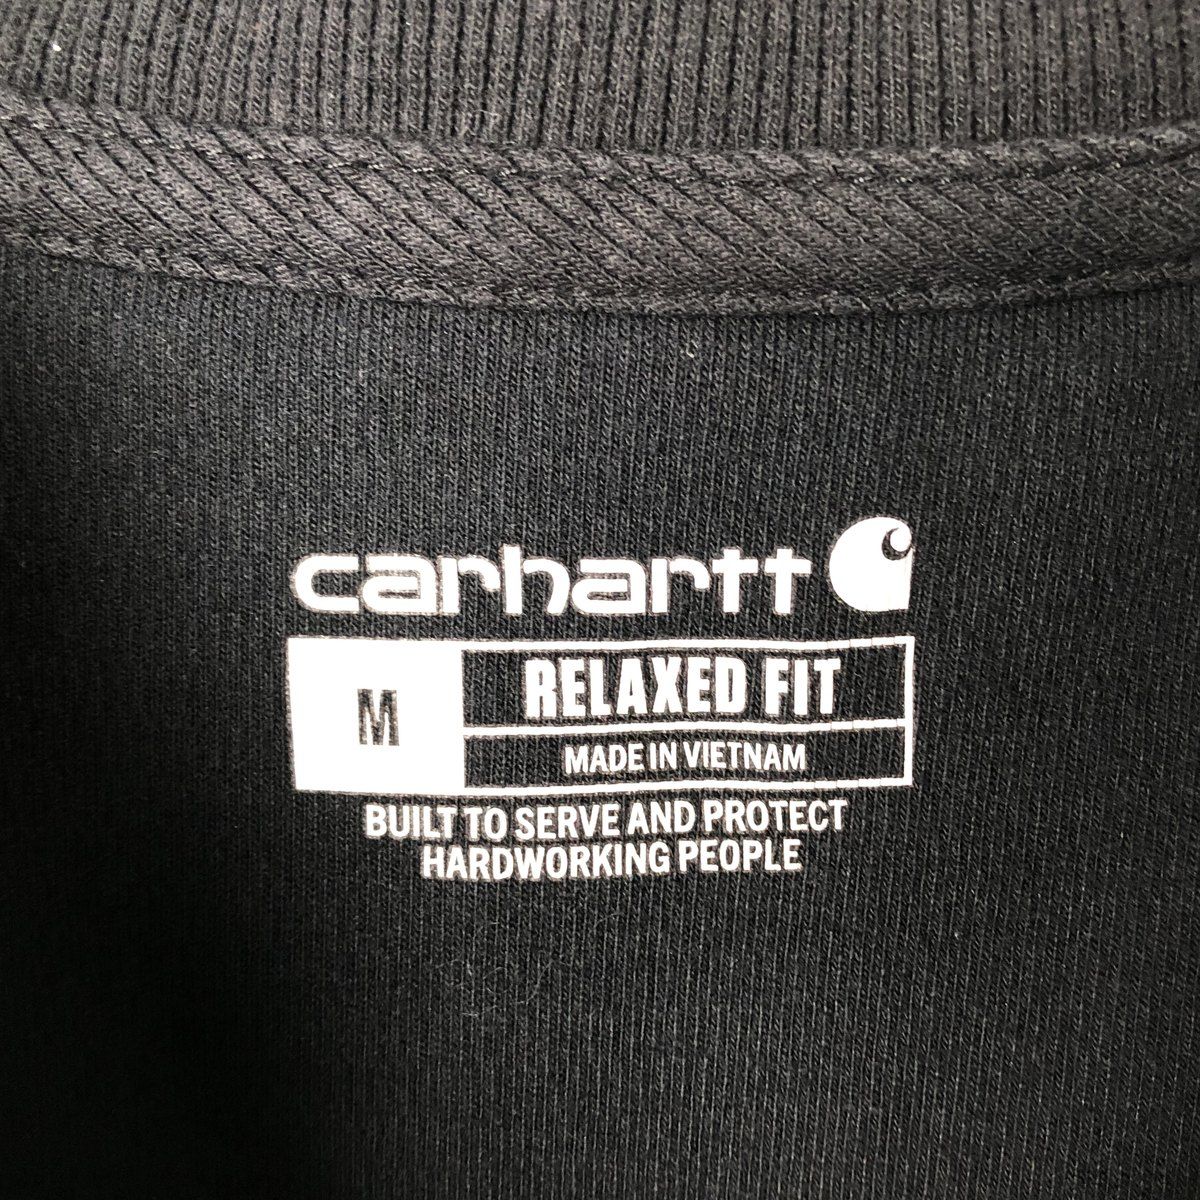 carhartt
M
RELAXED FIT
MADE IN VIETNAM
BUILT TO SERVE AND PROTECT
HARDWORKING PEOPLE